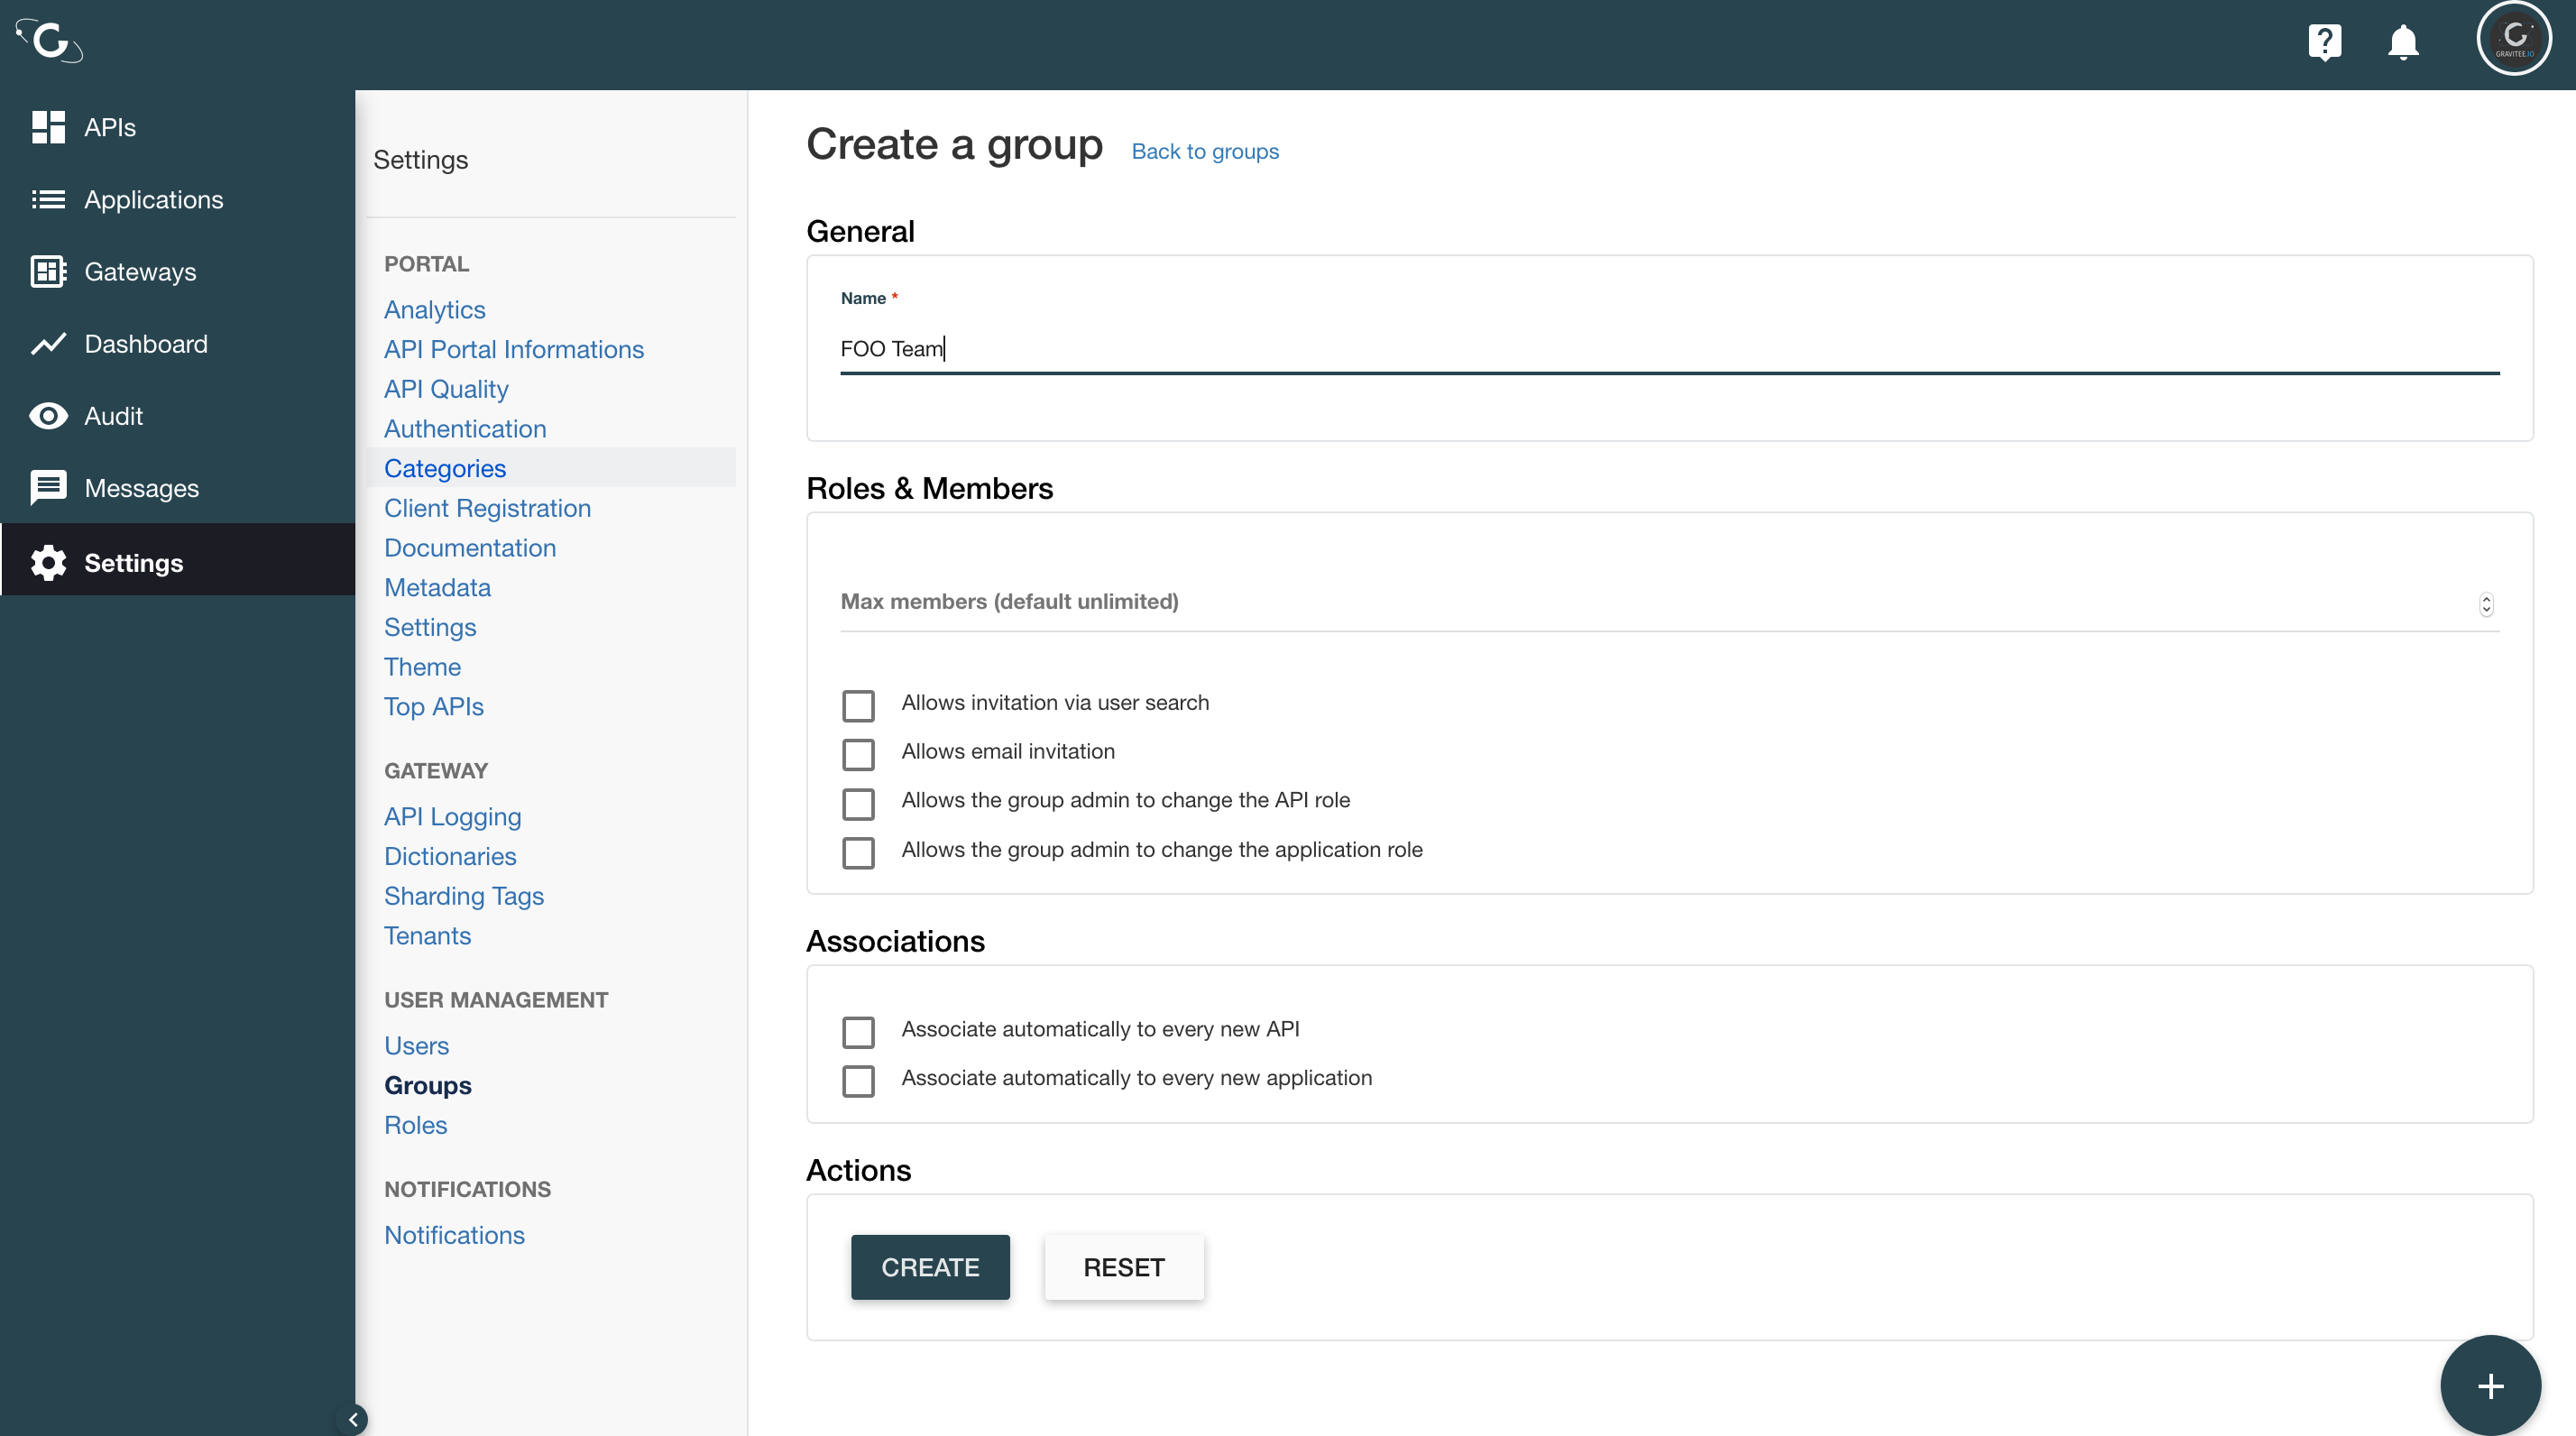 GRAVITEE.IO
APIs
Applications
Gateways
Dashboard
Audit
Messages
Settings
Settings
PORTAL
Analytics
API Portal Informations
API Quality
Authentication
Categories
Client Registration
Documentation
Metadata
Settings
Theme
Top APIs
GATEWAY
API Logging
Dictionaries
Sharding Tags
Tenants
USER MANAGEMENT
Users
Groups
Roles
NOTIFICATIONS
Notifications
Create a group Back to groups
General
Name *
FOO Team
Roles & Members
Max members (default unlimited)
Allows invitation via user search
Allows email invitation
Allows the group admin to change the API role
Allows the group admin to change the application role
Associations
Associate automatically to every new API
Associate automatically to every new application
Actions
CREATE RESET